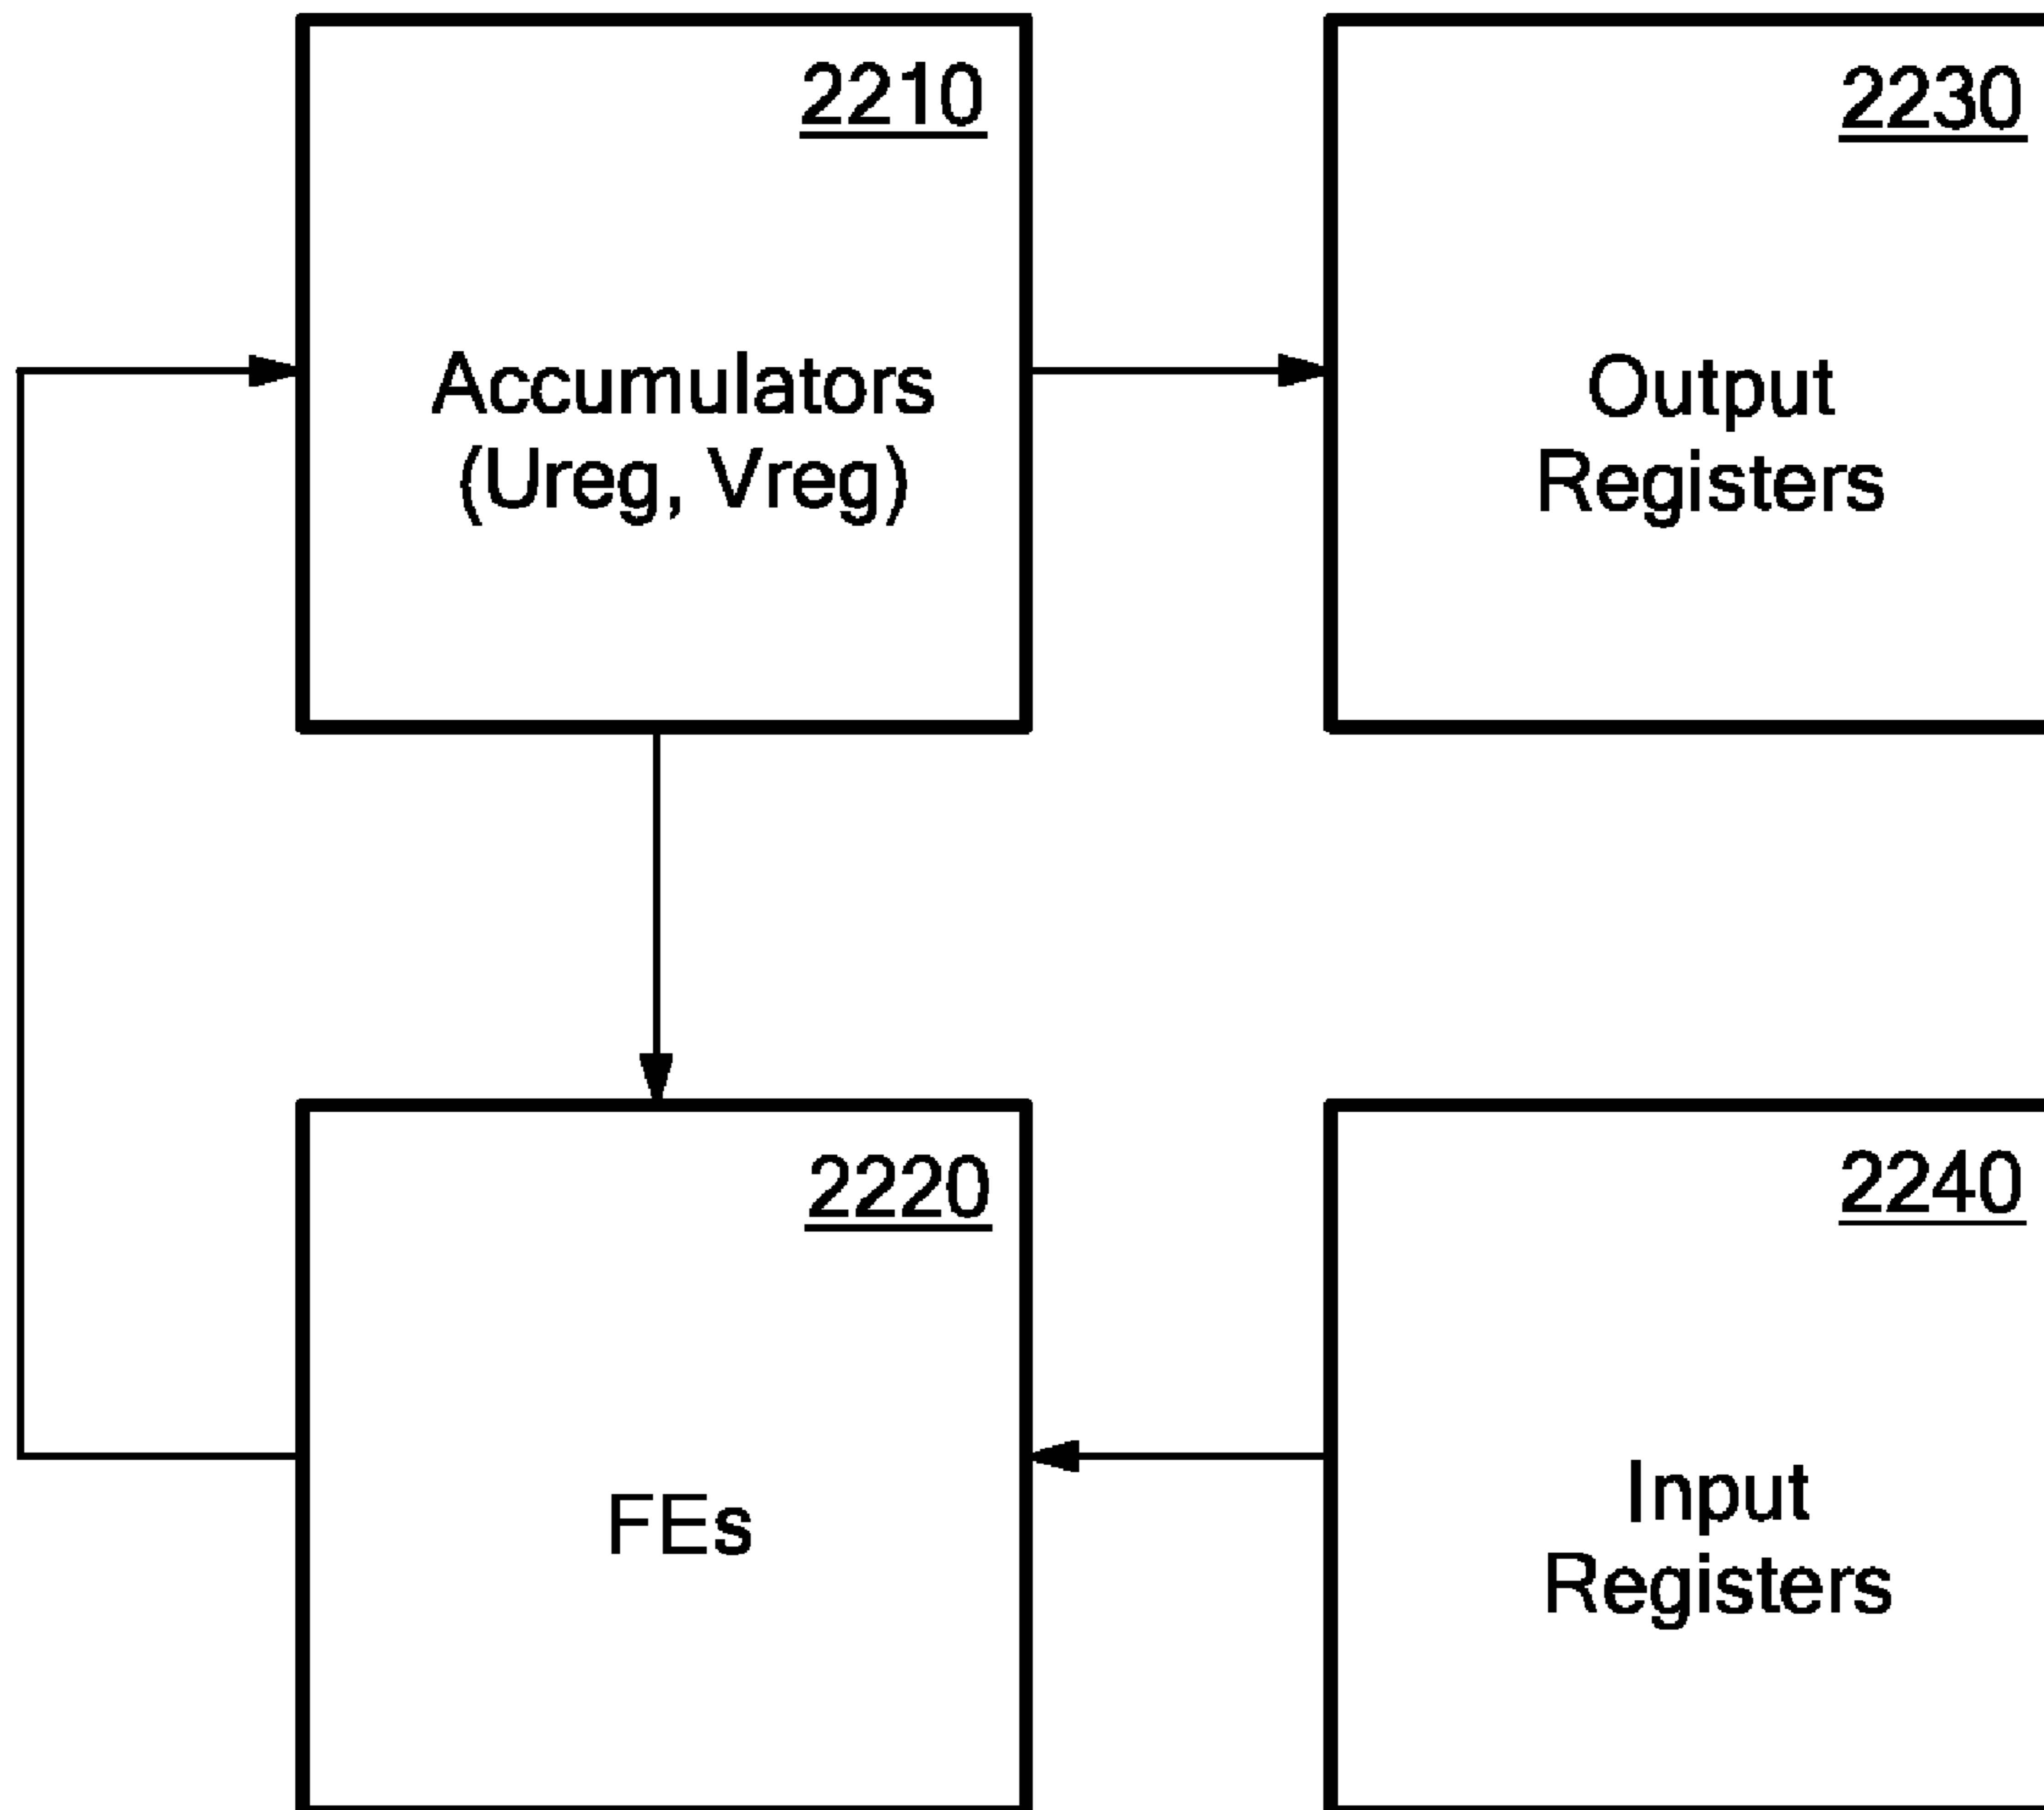 2210
Accumulators
(Ureg, Vreg)
2230
Output
Registers
2220
FEs
2240
Input
Registers